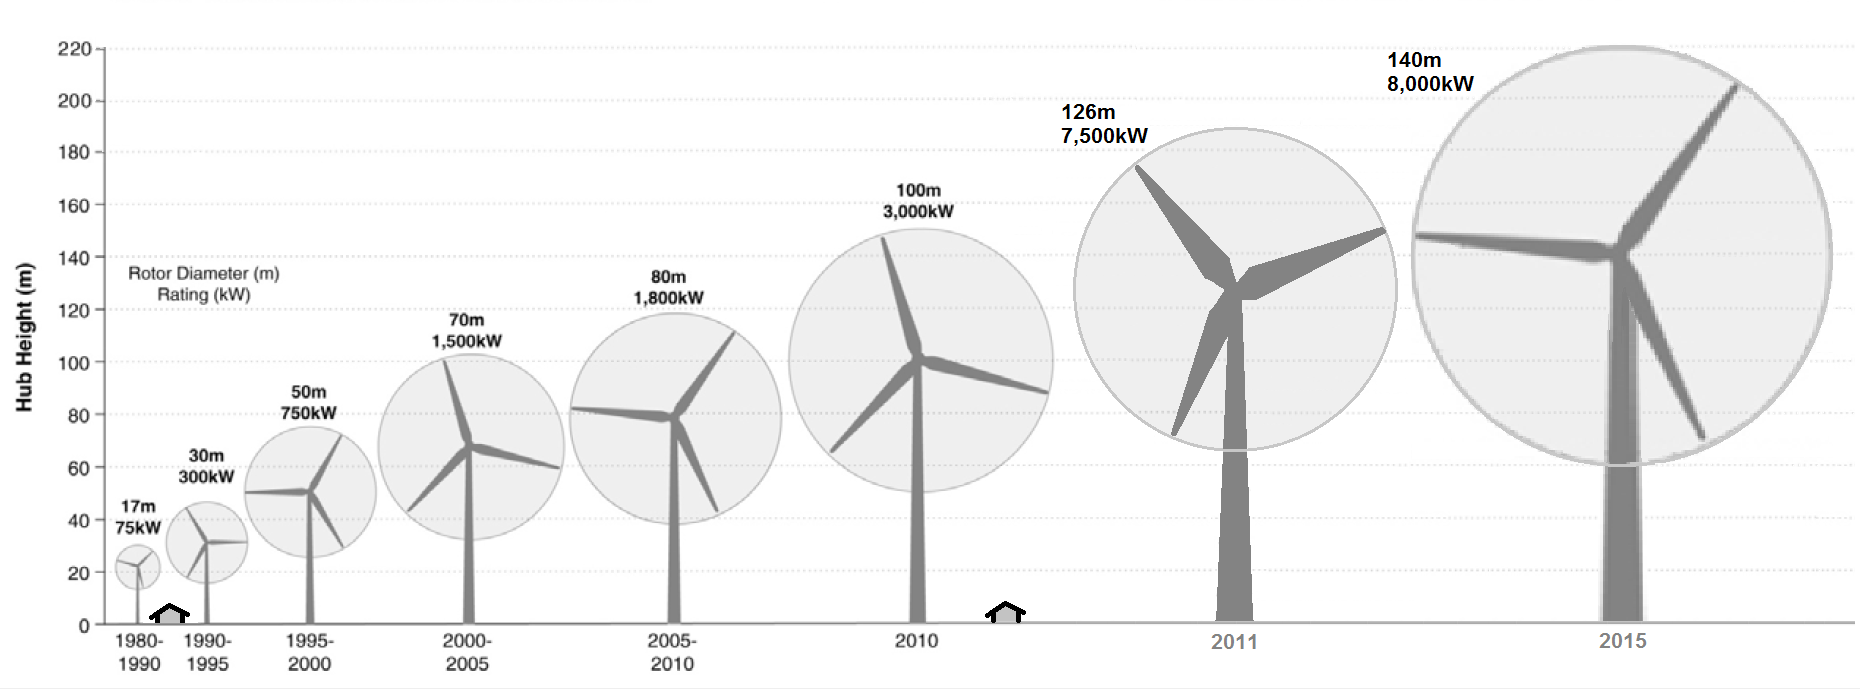 220
200
180
160
140
120
100
80
60
40
20
0
Hub Height (m)
Rotor Diameter (m)
Rating (kW)
17m
75kW
30m
300kW
50m
750kW
70m
1,500kW
80m
1,800kW
100m
3,000kW
126m
7,500kW
140m
8,000kW
1980-
1990
1990-
1995
1995-
2000
2000-
2005
2005-
2010
2010
2011
2015